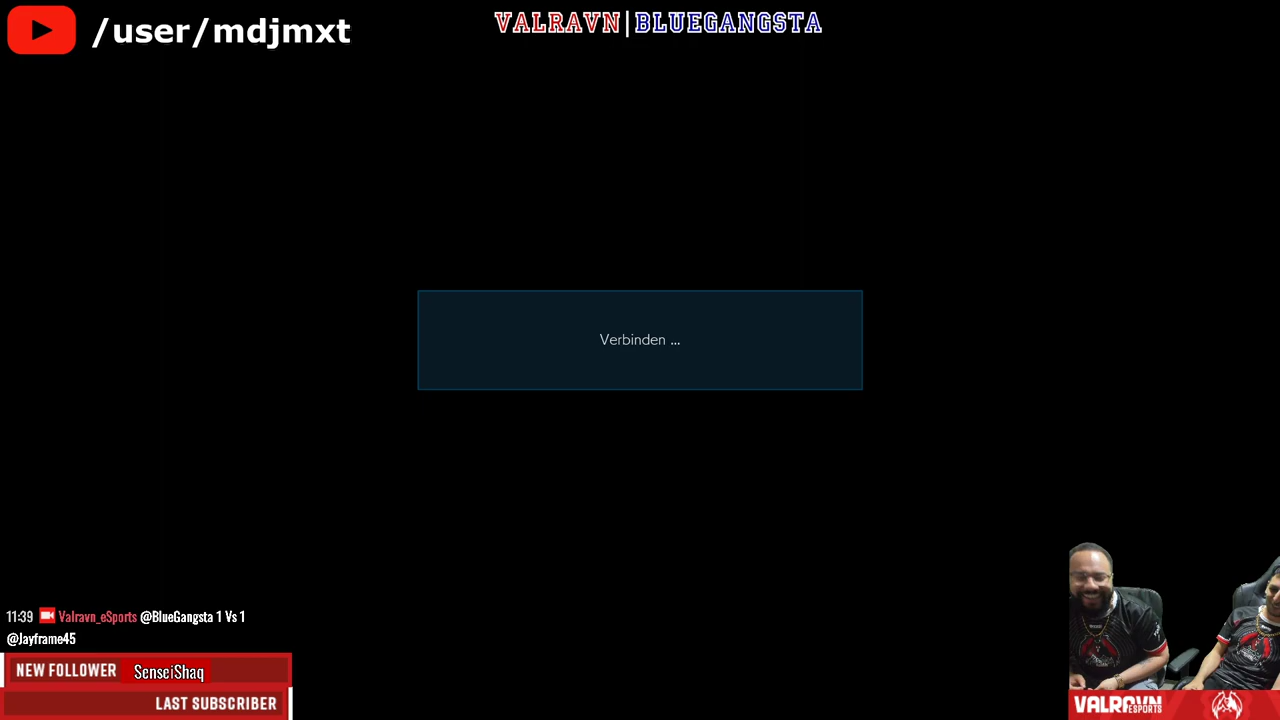 /user/mdjmxt
VALRAVN|BLUEGANGSTA
Verbinden ...
11:39 Valravn_eSports @BlueGangsta 1 Vs 1
@Jayframe45
NEW FOLLOWER SenseiShaq
LAST SUBSCRIBER
VALRAVN
ESPORTS